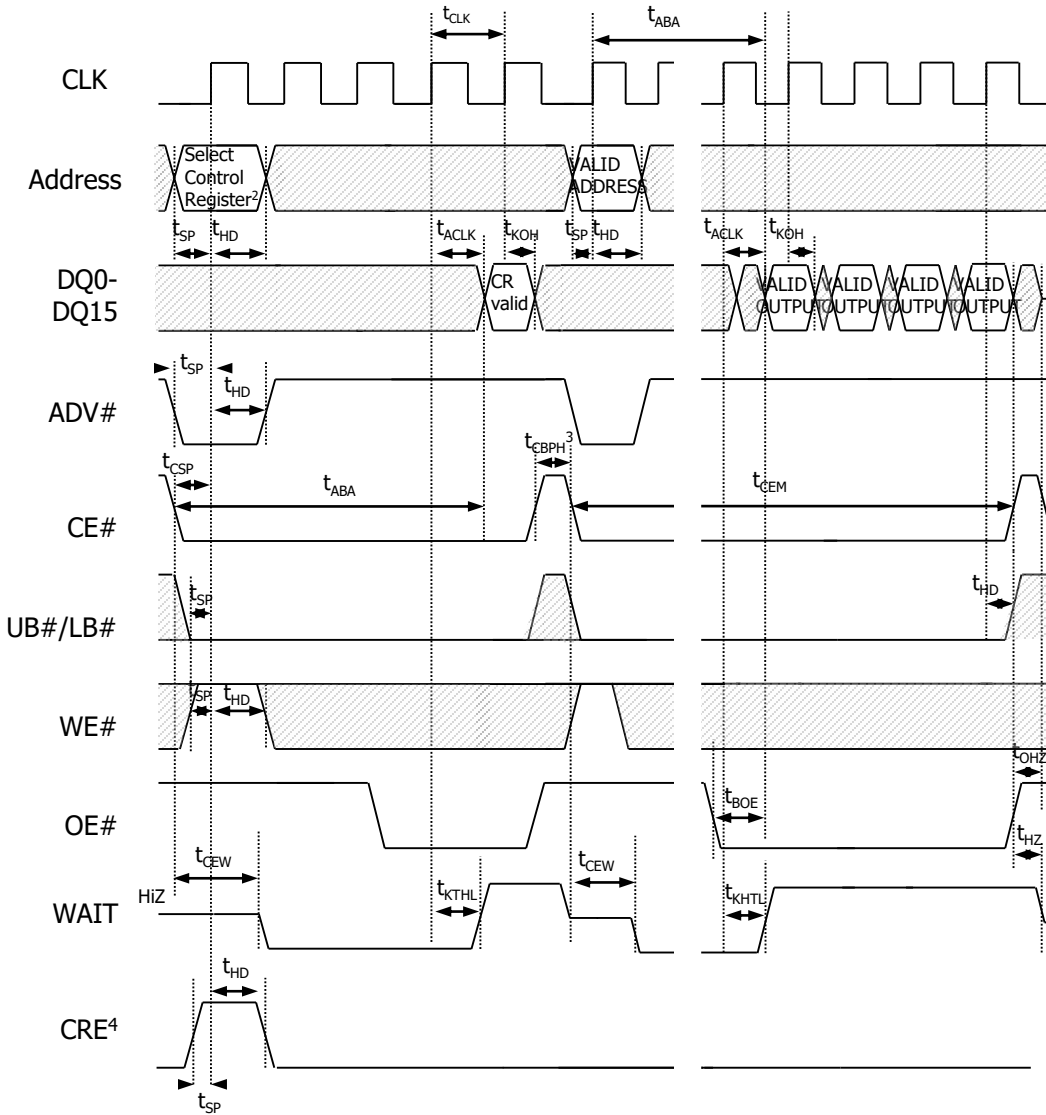 tCLK
tABA
CLK
Address
Select
Control
Register2
VALID
ADDRESS
tSP
tHD
tACLK
tKOH
tSP
tHD
tACLK
tKOH
DQ0-
DQ15
CR
valid
VALID
OUTPUT
VALID
OUTPUT
VALID
OUTPUT
VALID
OUTPUT
tSP
tHD
ADV#
tCBPH3
tCSP
tABA
tCEM
CE#
tSP
tHD
UB#/LB#
tSP
tHD
WE#
tOHZ
tBOE
OE#
tHZ
tCEW
tCEW
HiZ
tKTHL
tKHTL
WAIT
tHD
CRE4
tSP